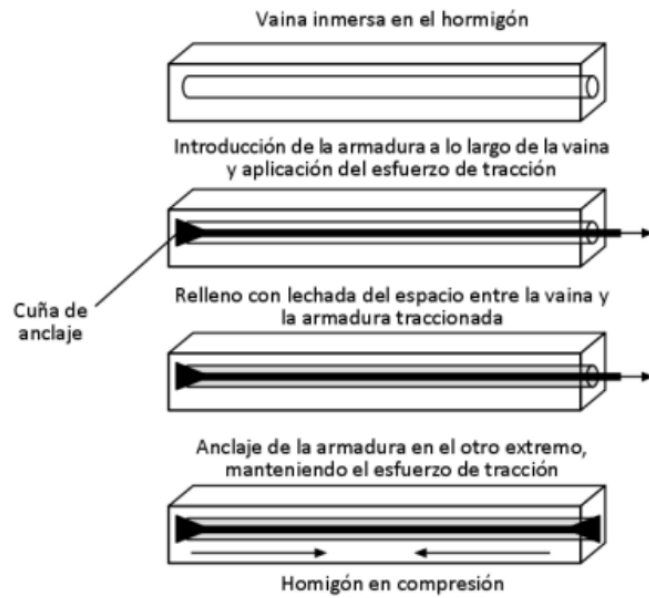 Vaina inmersa en el hormigón
Introducción de la armadura a lo largo de la vaina
y aplicación del esfuerzo de tracción
Cuña de
anclaje
Relleno con lechada del espacio entre la vaina y
la armadura traccionada
Anclaje de la armadura en el otro extremo,
manteniendo el esfuerzo de tracción
Homigón en compresión